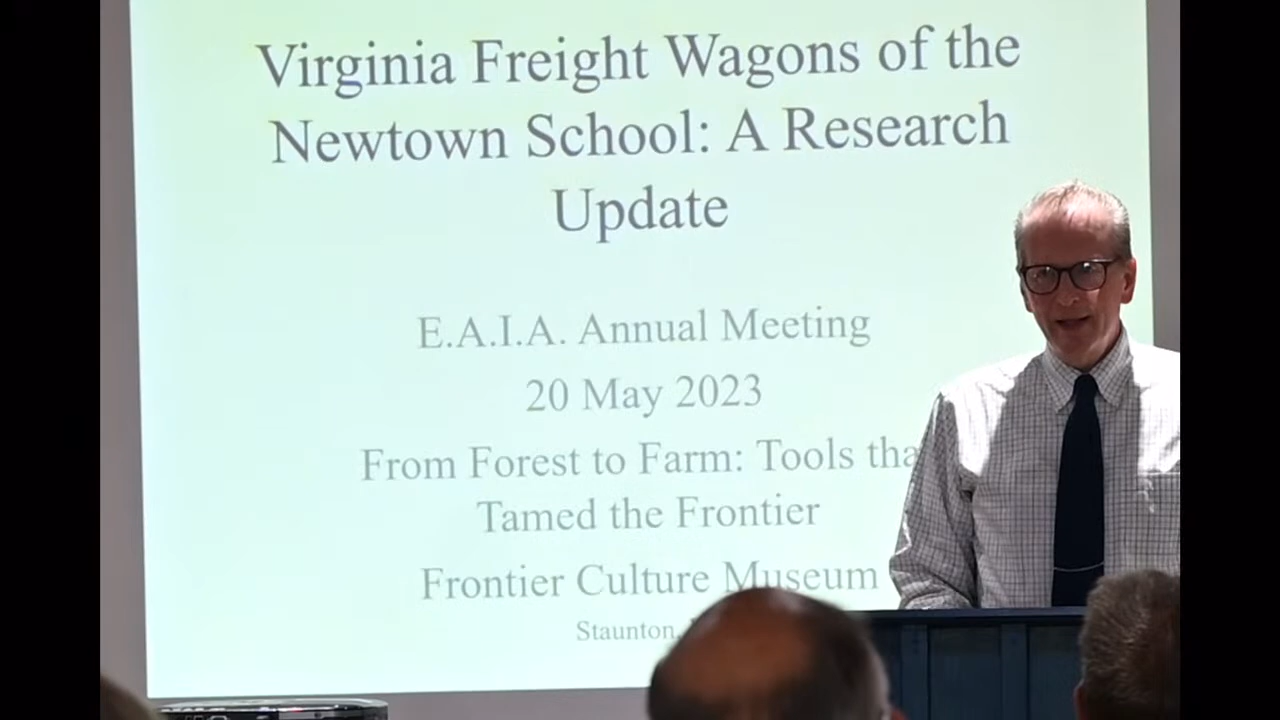 Virginia Freight Wagons of the
Newtown School: A Research
Update
E.A.I.A. Annual Meeting
20 May 2023
From Forest to Farm: Tools tha
Tamed the Frontier
Frontier Culture Museum
Staunton,